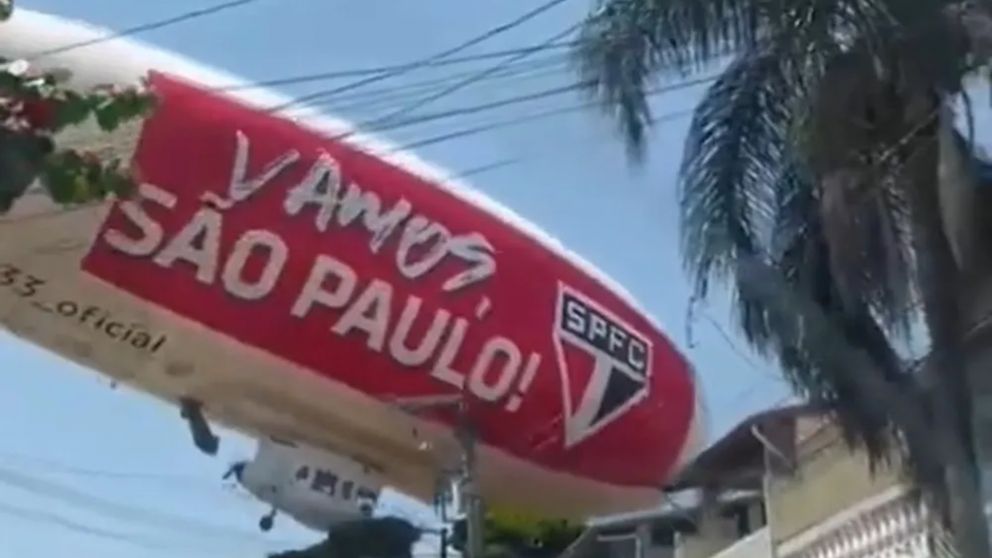 VAMOS,
SÃO PAULO!
SPFC
33_oficial